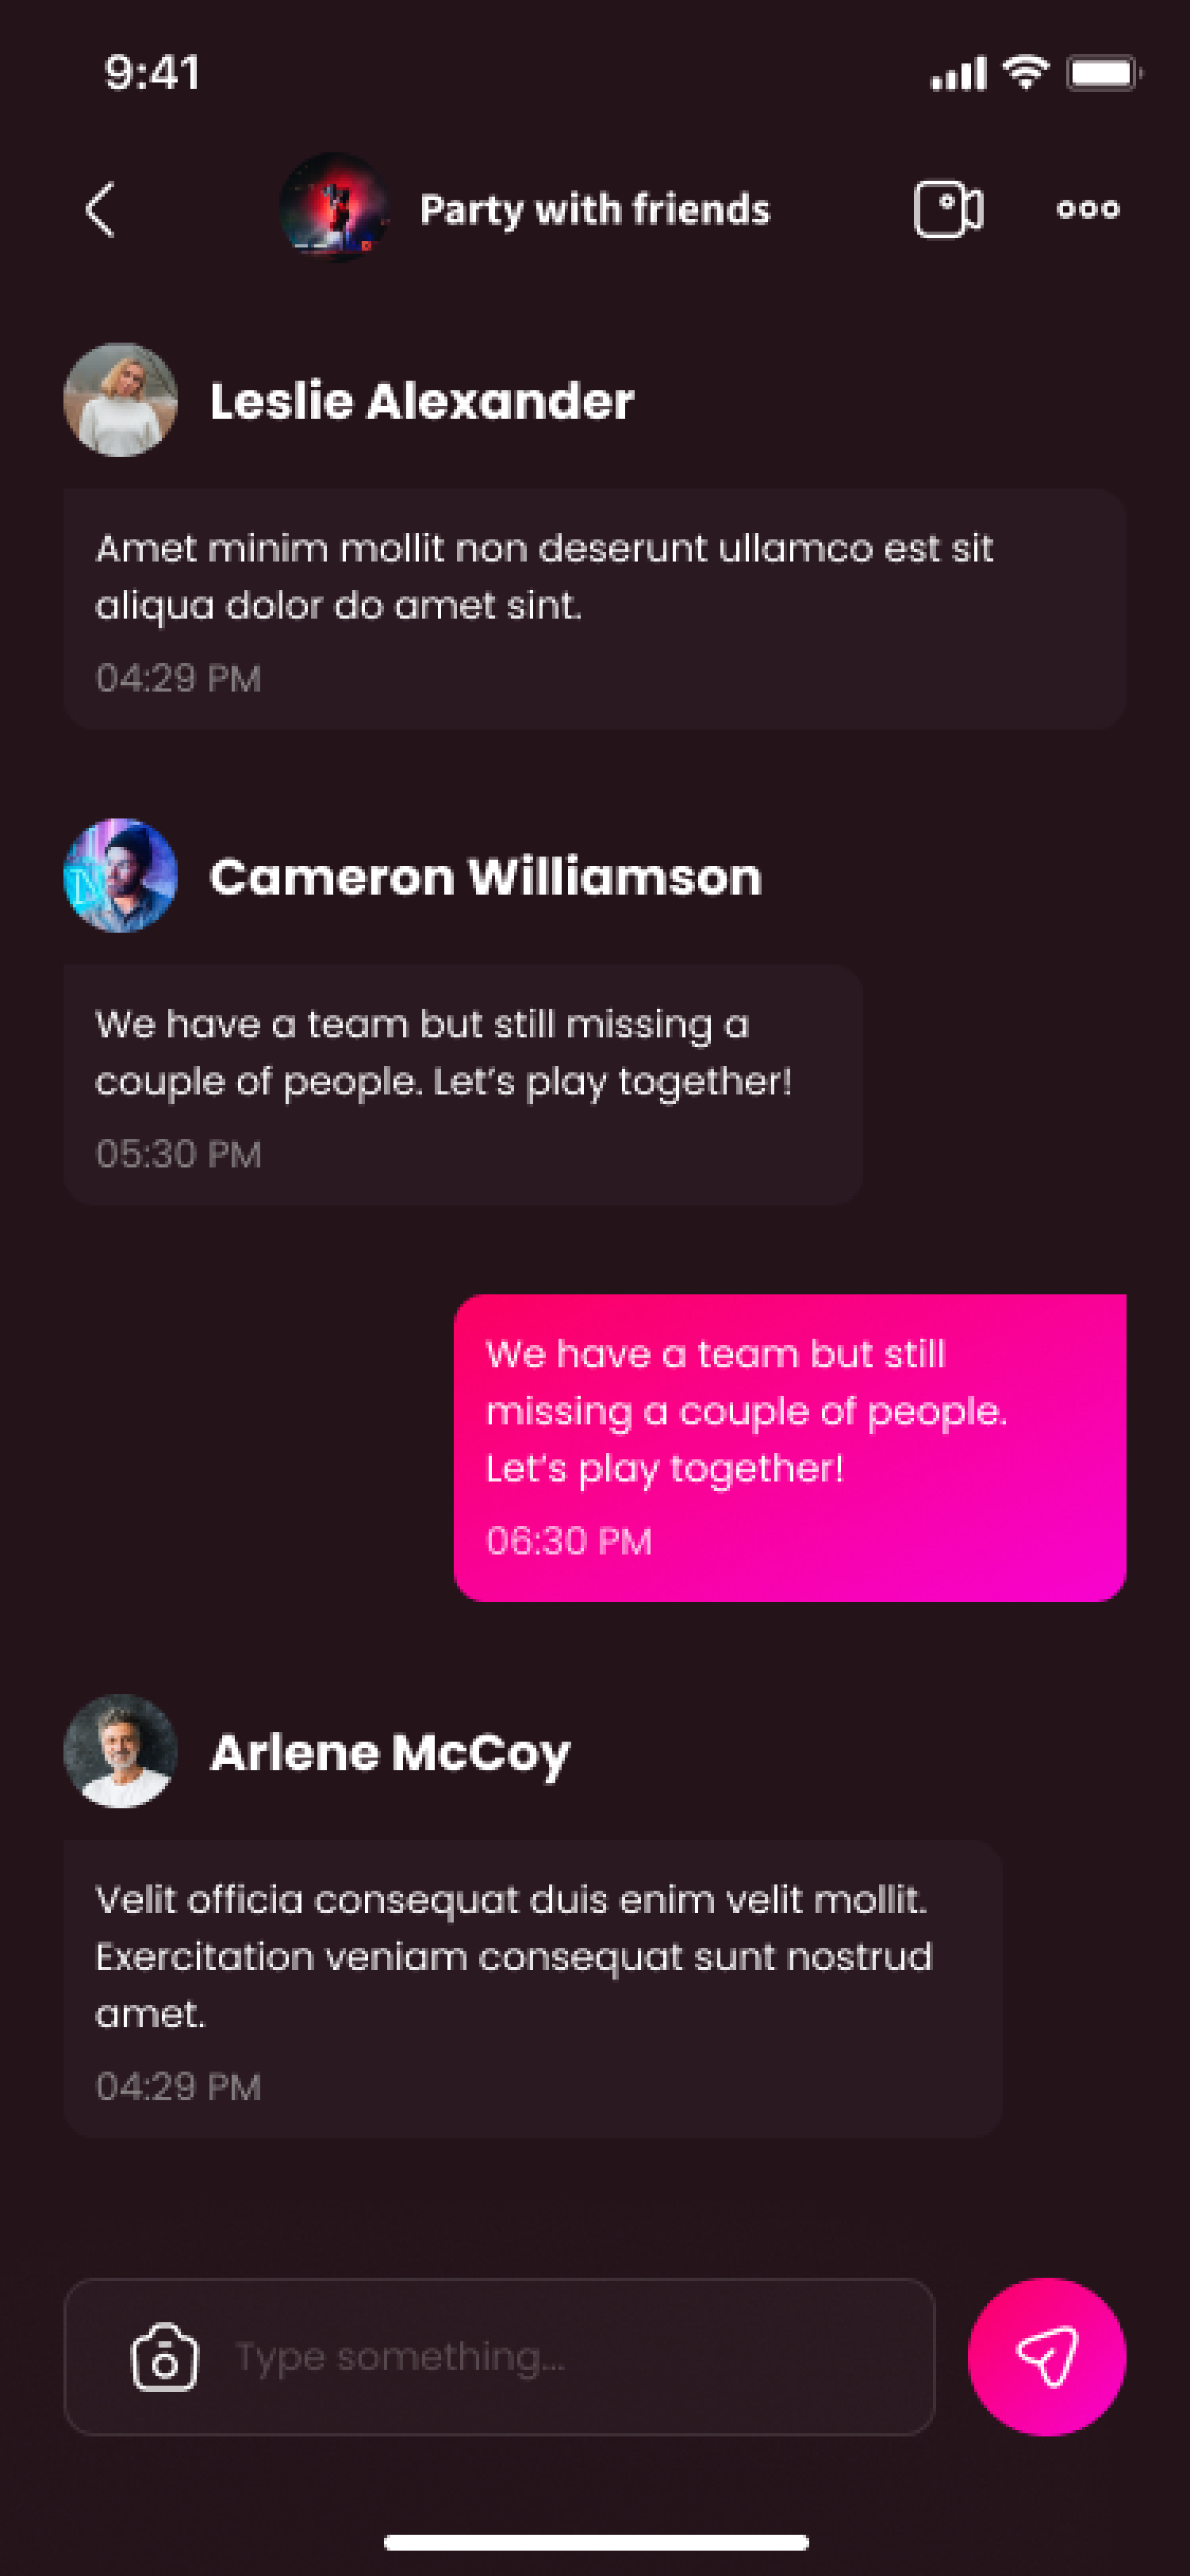 9:41
Party with friends
Leslie Alexander
Amet minim mollit non deserunt ullamco est sit
aliqua dolor do amet sint.
04:29 PM
Cameron Williamson
We have a team but still missing a
couple of people. Let’s play together!
05:30 PM
We have a team but still
missing a couple of people.
Let’s play together!
06:30 PM
Arlene McCoy
Velit officia consequat duis enim velit mollit.
Exercitation veniam consequat sunt nostrud
amet.
04:29 PM
Type something...